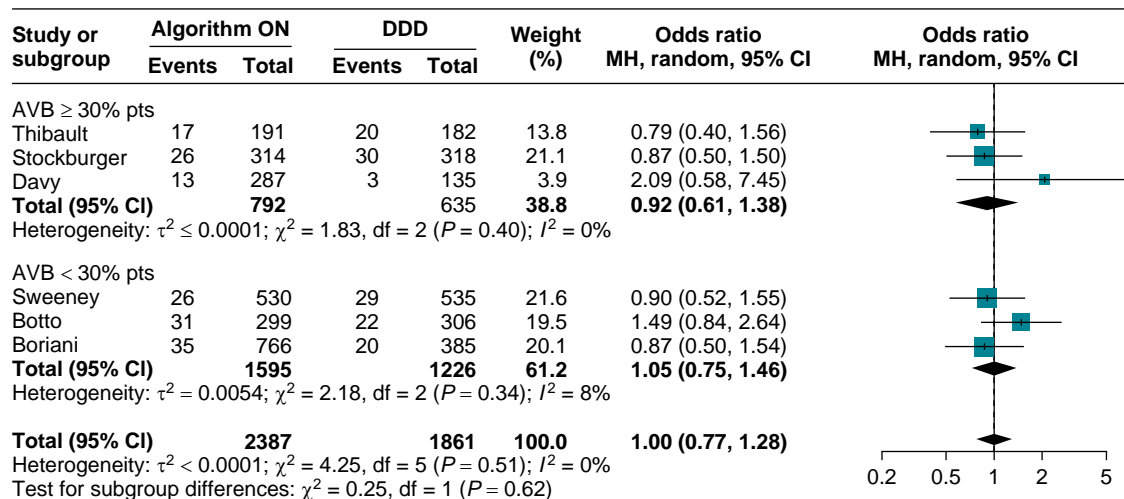 Study or subgroup Algorithm ON DDD Weight (%) Odds ratio MH, random, 95% CI Odds ratio MH, random, 95% CI
Events Total Events Total
AVB ≥ 30% pts
Thibault 17 191 20 182 13.8 0.79 (0.40, 1.56)
Stockburger 26 314 30 318 21.1 0.87 (0.50, 1.50)
Davy 13 287 3 135 3.9 2.09 (0.58, 7.45)
Total (95% CI) 792 635 38.8 0.92 (0.61, 1.38)
Heterogeneity: τ² ≤ 0.0001; χ² = 1.83, df = 2 (P = 0.40); I² = 0%
AVB < 30% pts
Sweeney 26 530 29 535 21.6 0.90 (0.52, 1.55)
Botto 31 299 22 306 19.5 1.49 (0.84, 2.64)
Boriani 35 766 20 385 20.1 0.87 (0.50, 1.54)
Total (95% CI) 1595 1226 61.2 1.05 (0.75, 1.46)
Heterogeneity: τ² = 0.0054; χ² = 2.18, df = 2 (P = 0.34); I² = 8%
Total (95% CI) 2387 1861 100.0 1.00 (0.77, 1.28)
Heterogeneity: τ² < 0.0001; χ² = 4.25, df = 5 (P = 0.51); I² = 0%
Test for subgroup differences: χ² = 0.25, df = 1 (P = 0.62)
0.2 1 2 5